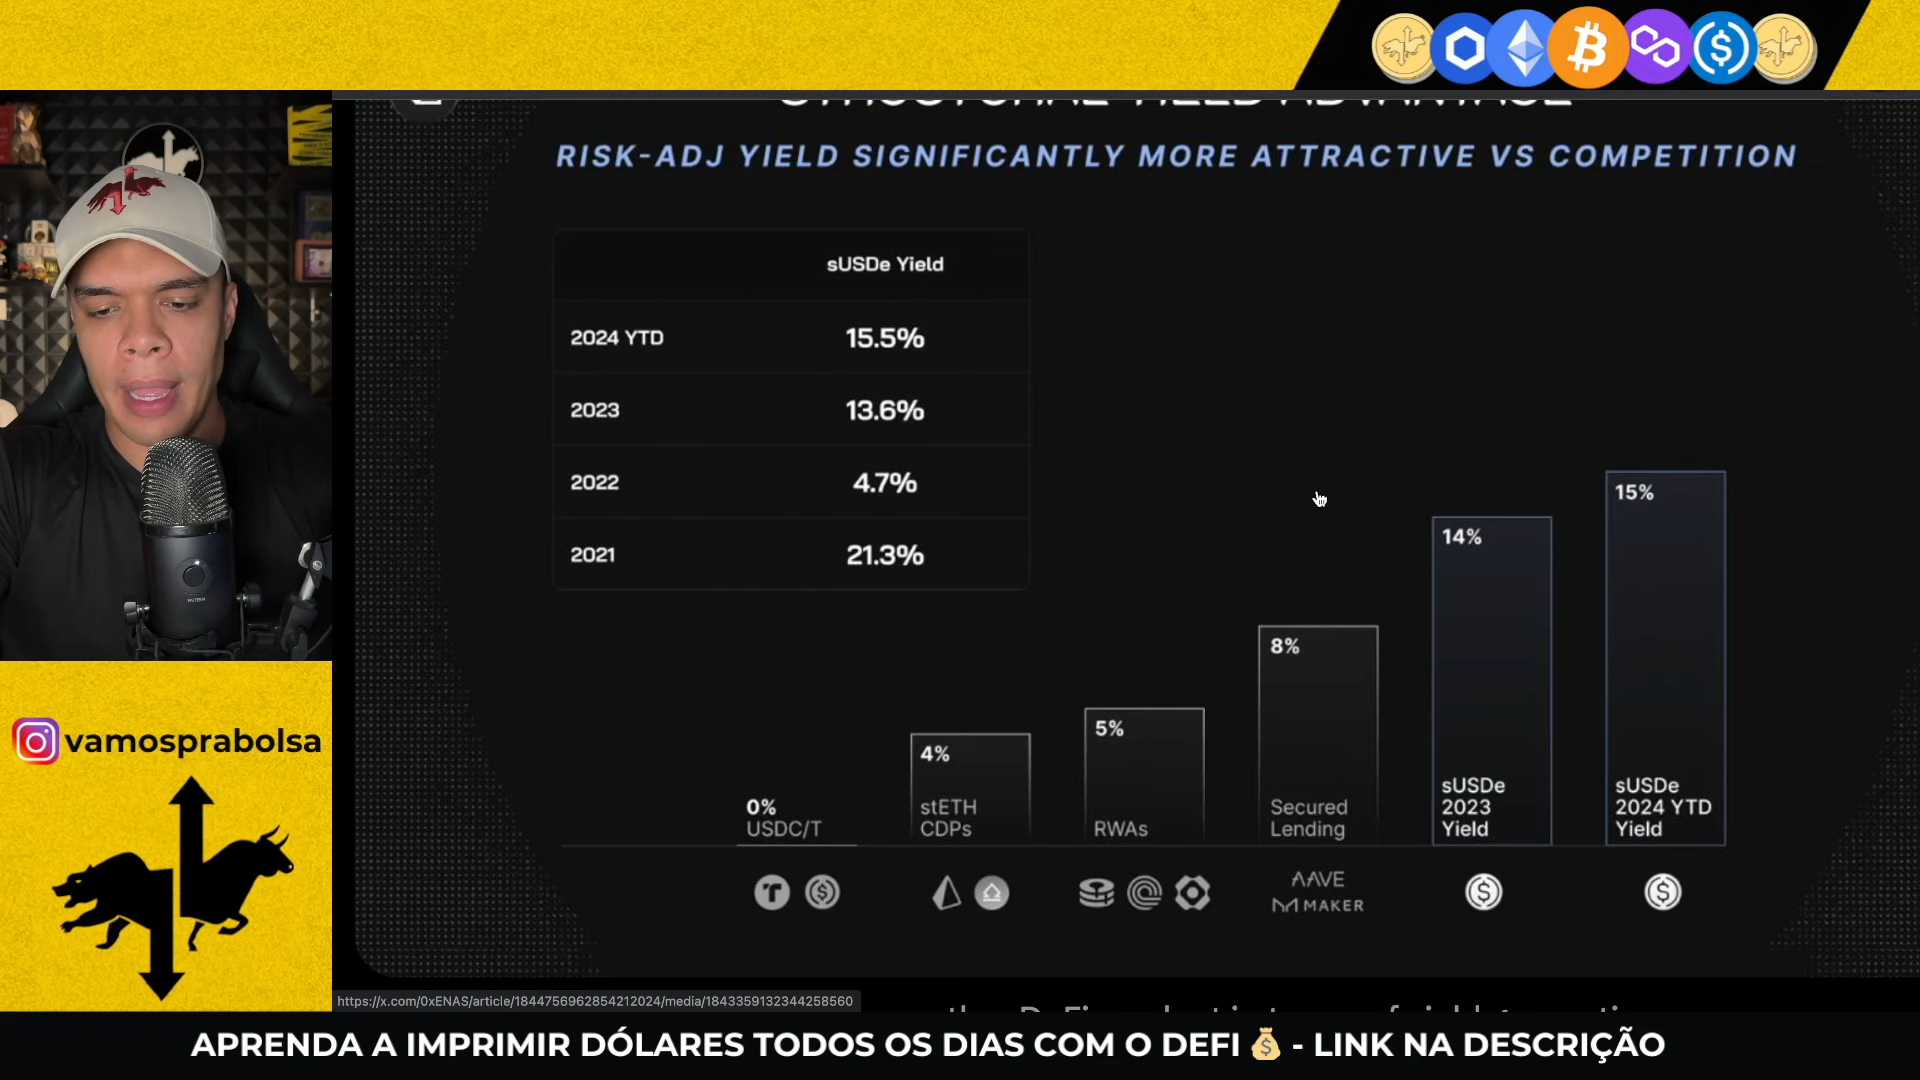 STRUCTURAL YIELD ADVANTAGE
RISK-ADJ YIELD SIGNIFICANTLY MORE ATTRACTIVE VS COMPETITION
sUSDe Yield
2024 YTD 15.5%
2023 13.6%
2022 4.7%
2021 21.3%
0%
USDC/T
4%
stETH
CDPs
5%
RWAs
8%
Secured
Lending
14%
sUSDe
2023
Yield
15%
sUSDe
2024 YTD
Yield
AAVE
MAKER
vamosprabolsa
https://x.com/0xENAS/article/1844756962854212024/media/1843359132344258560
APRENDA A IMPRIMIR DÓLARES TODOS OS DIAS COM O DEFI 💰 - LINK NA DESCRIÇÃO